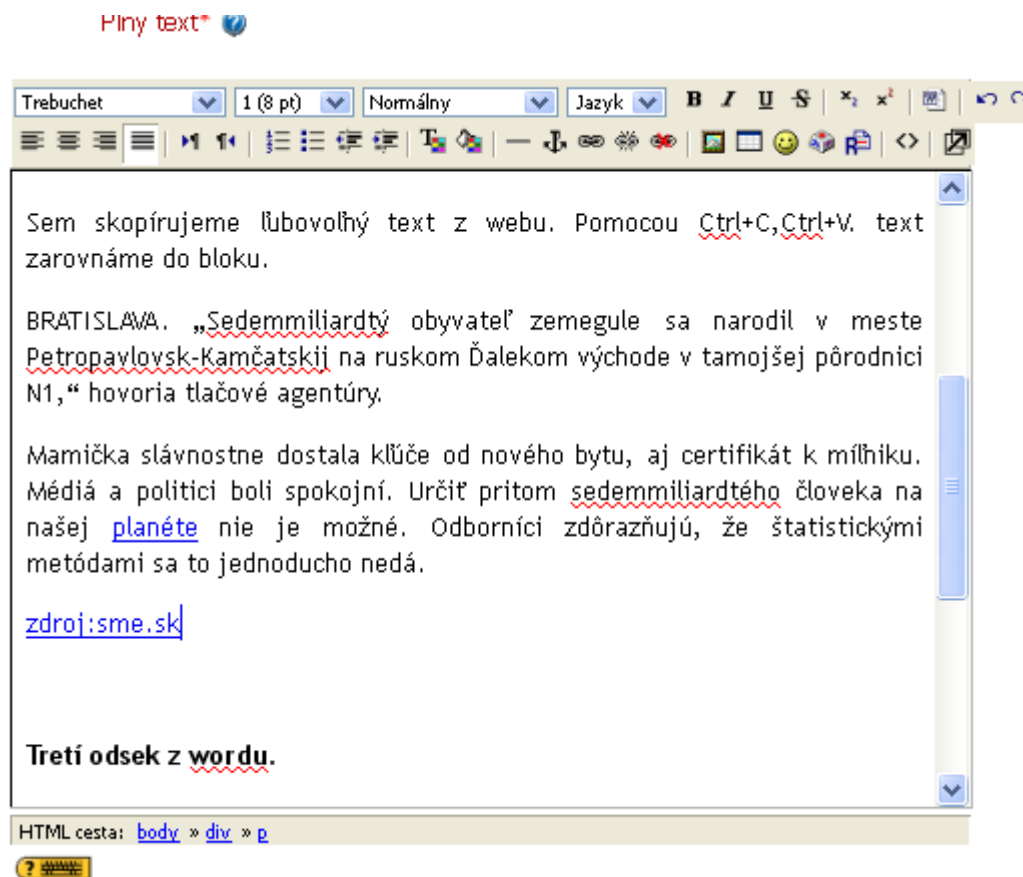 Plný text*
Trebuchet 1 (8 pt) Normálny Jazyk B I U S x₂ x²
Sem skopírujeme ľubovoľný text z webu. Pomocou Ctrl+C,Ctrl+V. text
zarovnáme do bloku.
BRATISLAVA. „Sedemmiliardtý obyvateľ zemegule sa narodil v meste
Petropavlovsk-Kamčatskij na ruskom Ďalekom východe v tamojšej pôrodnici
N1,“ hovoria tlačové agentúry.
Mamička slávnostne dostala kľúče od nového bytu, aj certifikát k míľniku.
Médiá a politici boli spokojní. Určiť pritom sedemmiliardtého človeka na
našej planéte nie je možné. Odborníci zdôrazňujú, že štatistickými
metódami sa to jednoducho nedá.
zdroj:sme.sk
Tretí odsek z wordu.
HTML cesta: body » div » p
?